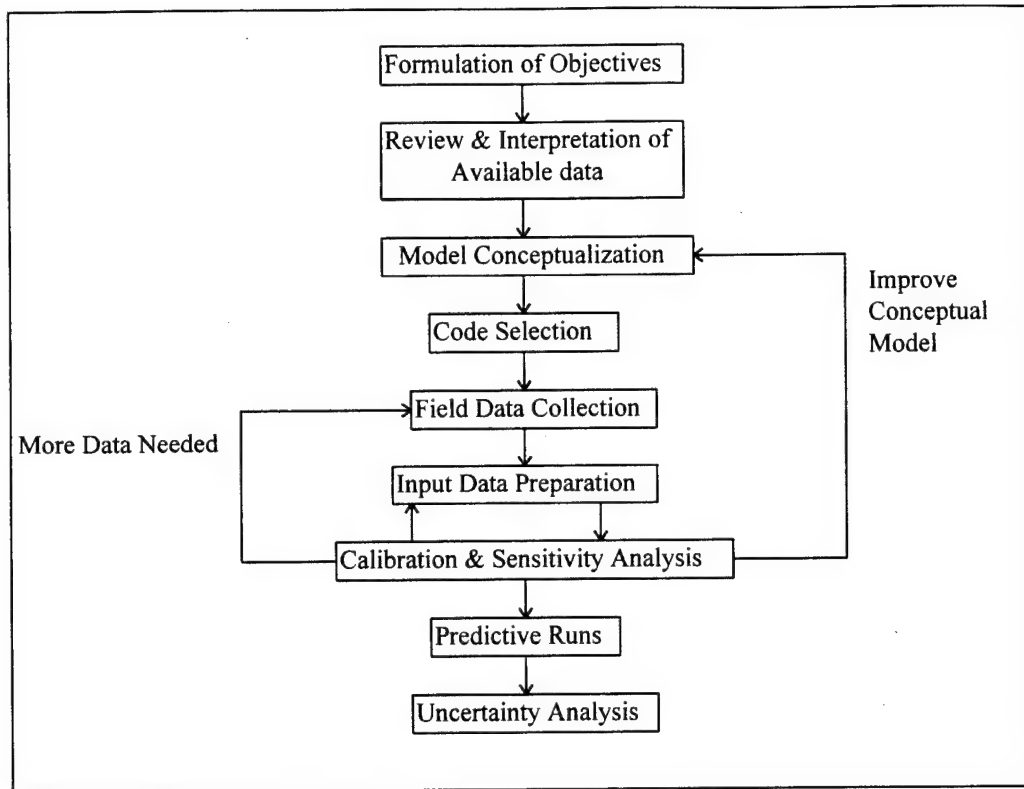 Formulation of Objectives
Review & Interpretation of
Available data
Model Conceptualization
Improve
Conceptual
Model
Code Selection
Field Data Collection
More Data Needed
Input Data Preparation
Calibration & Sensitivity Analysis
Predictive Runs
Uncertainty Analysis